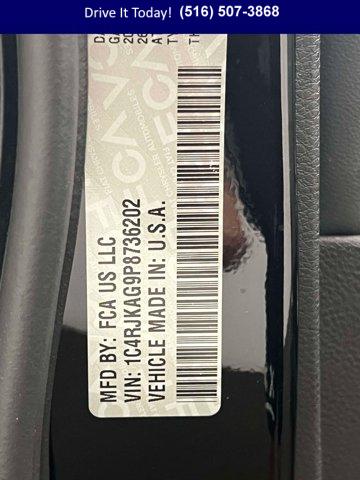 Drive It Today! (516) 507-3868
MFD BY: FCA US LLC
VIN: 1C4RJKAG9P8736202
VEHICLE MADE IN: U.S.A.